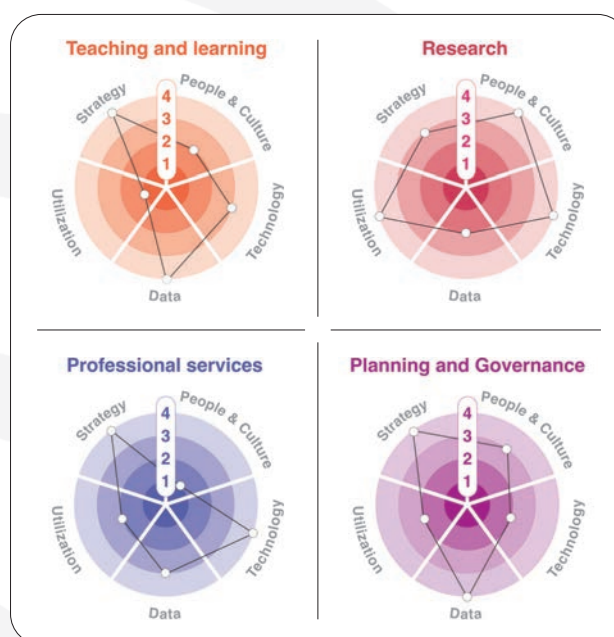 Teaching and learning
Strategy
People & Culture
Technology
Data
Utilization
4
3
2
1
Research
Strategy
People & Culture
Technology
Data
Utilization
4
3
2
1
Professional services
Strategy
People & Culture
Technology
Data
Utilization
4
3
2
1
Planning and Governance
Strategy
People & Culture
Technology
Data
Utilization
4
3
2
1